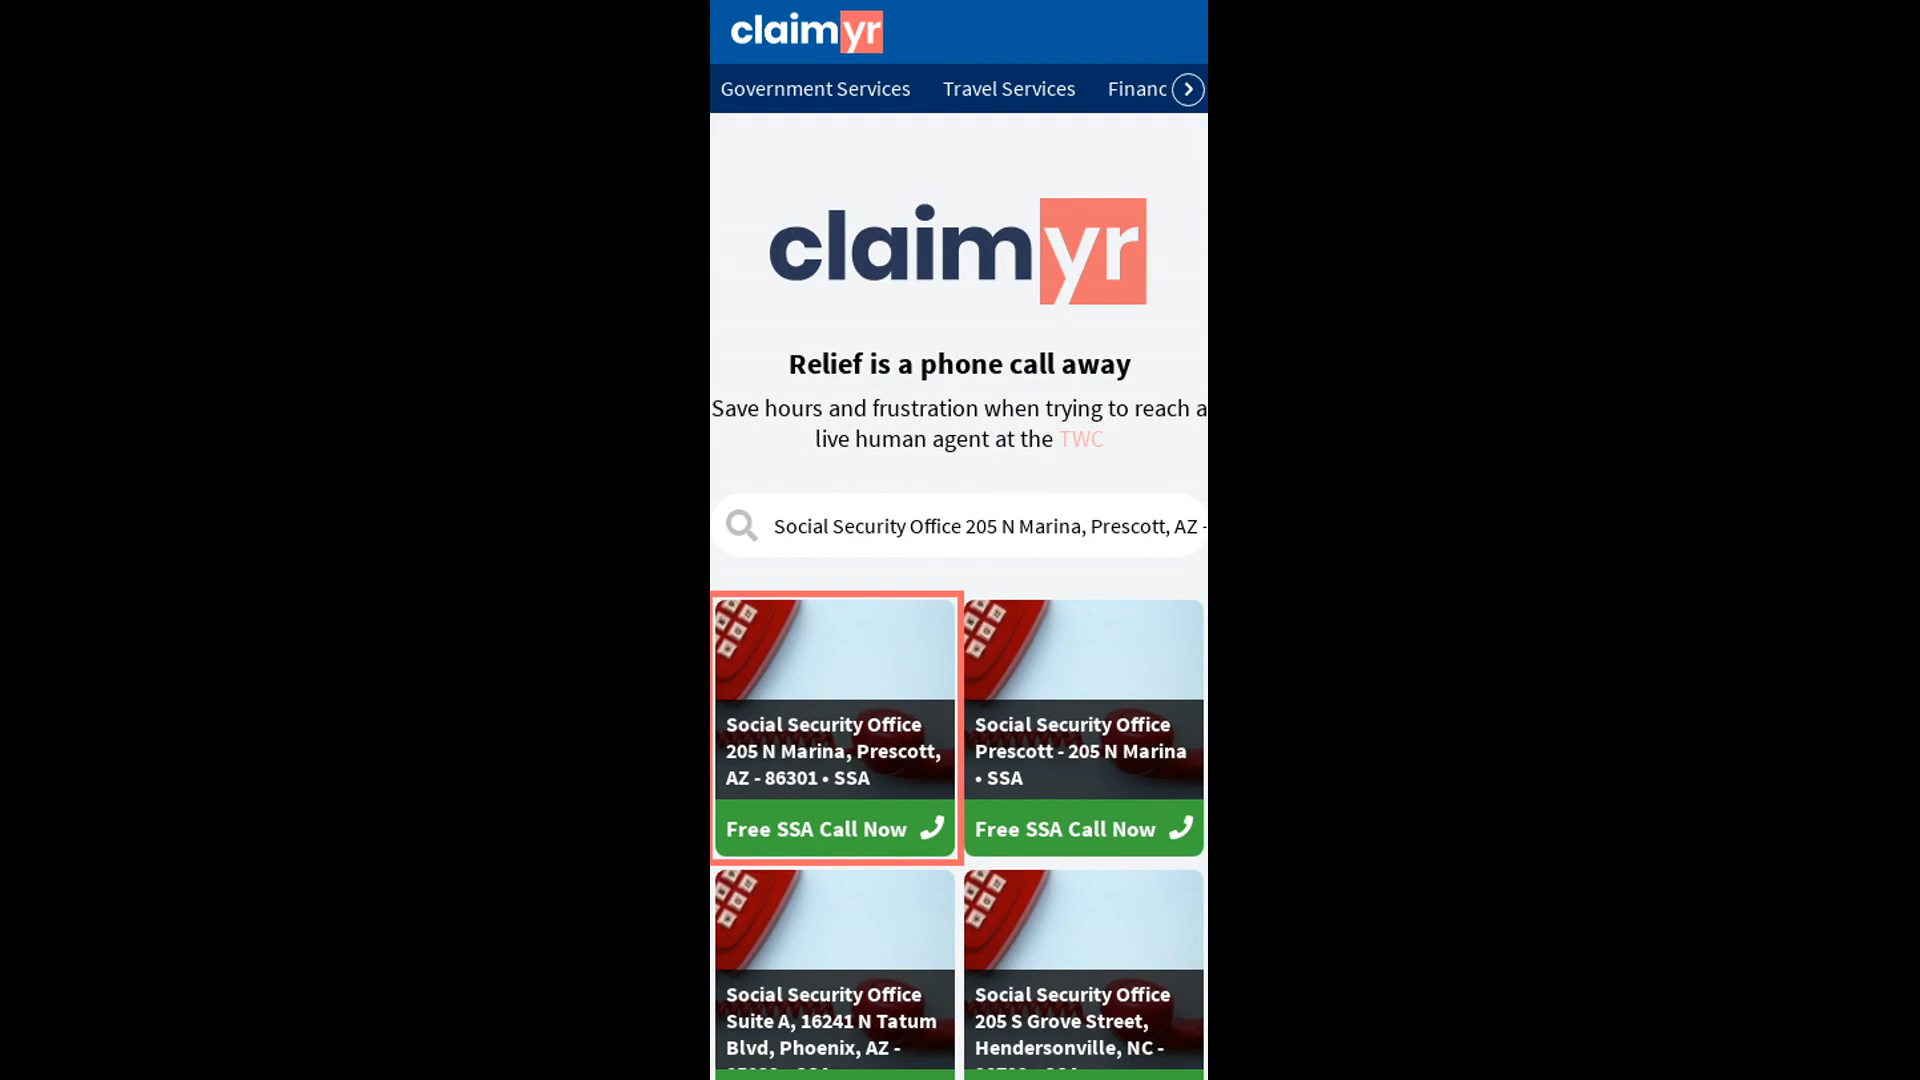 claimyr
Government Services
Travel Services
Financ
claimyr
Relief is a phone call away
Save hours and frustration when trying to reach a
live human agent at the TWC
Social Security Office 205 N Marina, Prescott, AZ -
Social Security Office
205 N Marina, Prescott,
AZ - 86301 • SSA
Free SSA Call Now
Social Security Office
Prescott - 205 N Marina
• SSA
Free SSA Call Now
Social Security Office
Suite A, 16241 N Tatum
Blvd, Phoenix, AZ -
Social Security Office
205 S Grove Street,
Hendersonville, NC -